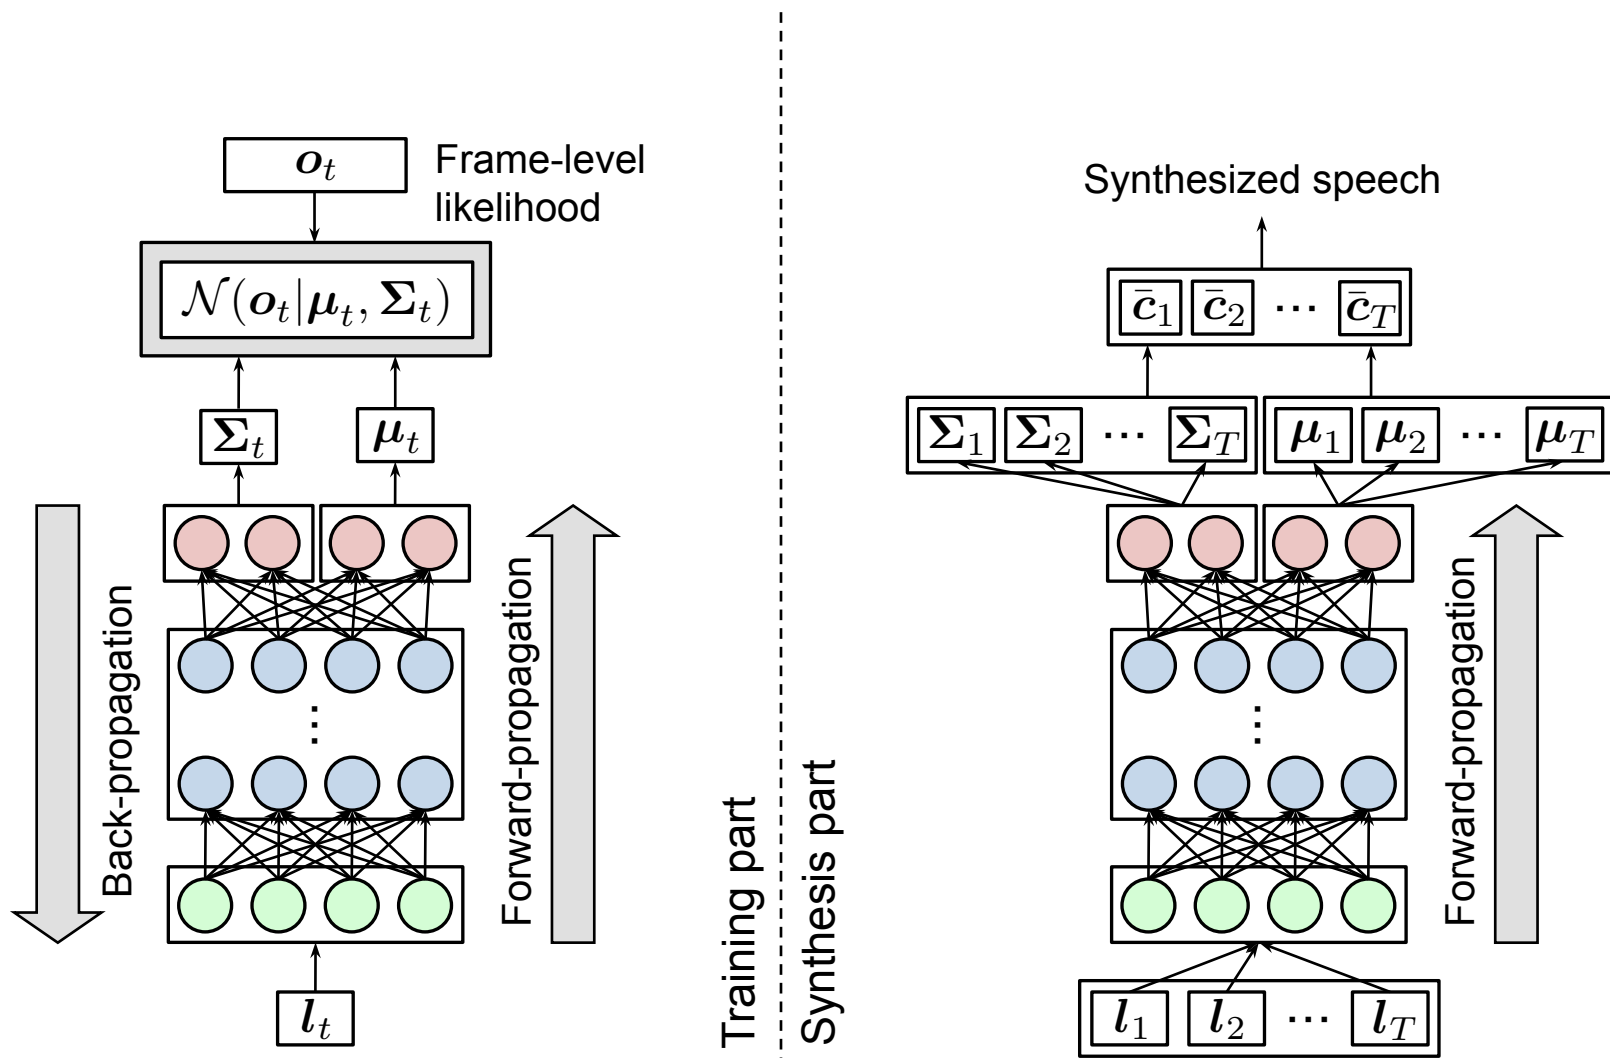 o_t
Frame-level
likelihood
𝒩(o_t|μ_t, Σ_t)
Σ_t
μ_t
Back-propagation
Forward-propagation
⋮
l_t
Training part
Synthesis part
Synthesized speech
c̄_1 c̄_2 ⋯ c̄_T
Σ_1 Σ_2 ⋯ Σ_T
μ_1 μ_2 ⋯ μ_T
⋮
Forward-propagation
l_1 l_2 ⋯ l_T